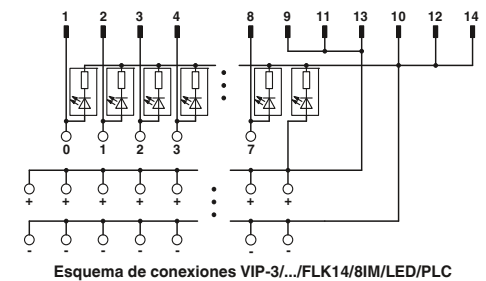 1 2 3 4 8 9 11 13 10 12 14
0 1 2 3 7
+ + + + + + +
- - - - - - -
Esquema de conexiones VIP-3/.../FLK14/8IM/LED/PLC